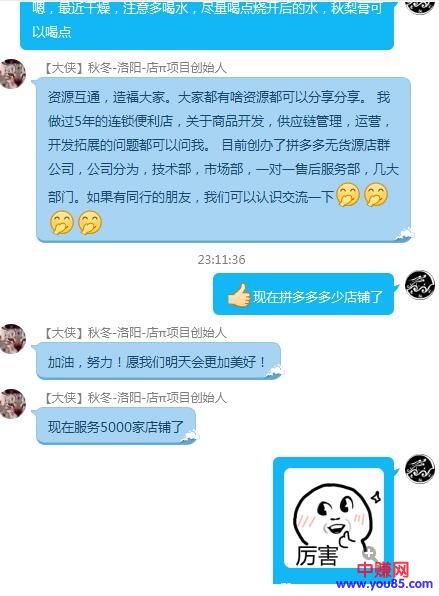 嗯，最近干燥，注意多喝水，尽量喝点烧开后的水，秋梨膏可
以喝点
【大侠】秋冬-洛阳-店π项目创始人
资源互通，造福大家。大家都有啥资源都可以分享分享。 我
做过5年的连锁便利店，关于商品开发，供应链管理，运营，
开发拓展的问题都可以问我。 目前创办了拼多多无货源店群
公司，公司分为，技术部，市场部，一对一售后服务部，几大
部门。如果有同行的朋友，我们可以认识交流一下
23:11:36
现在拼多多多少店铺了
【大侠】秋冬-洛阳-店π项目创始人
加油，努力！愿我们明天会更加美好！
【大侠】秋冬-洛阳-店π项目创始人
现在服务5000家店铺了
厉害
中赚网
www.you85.com